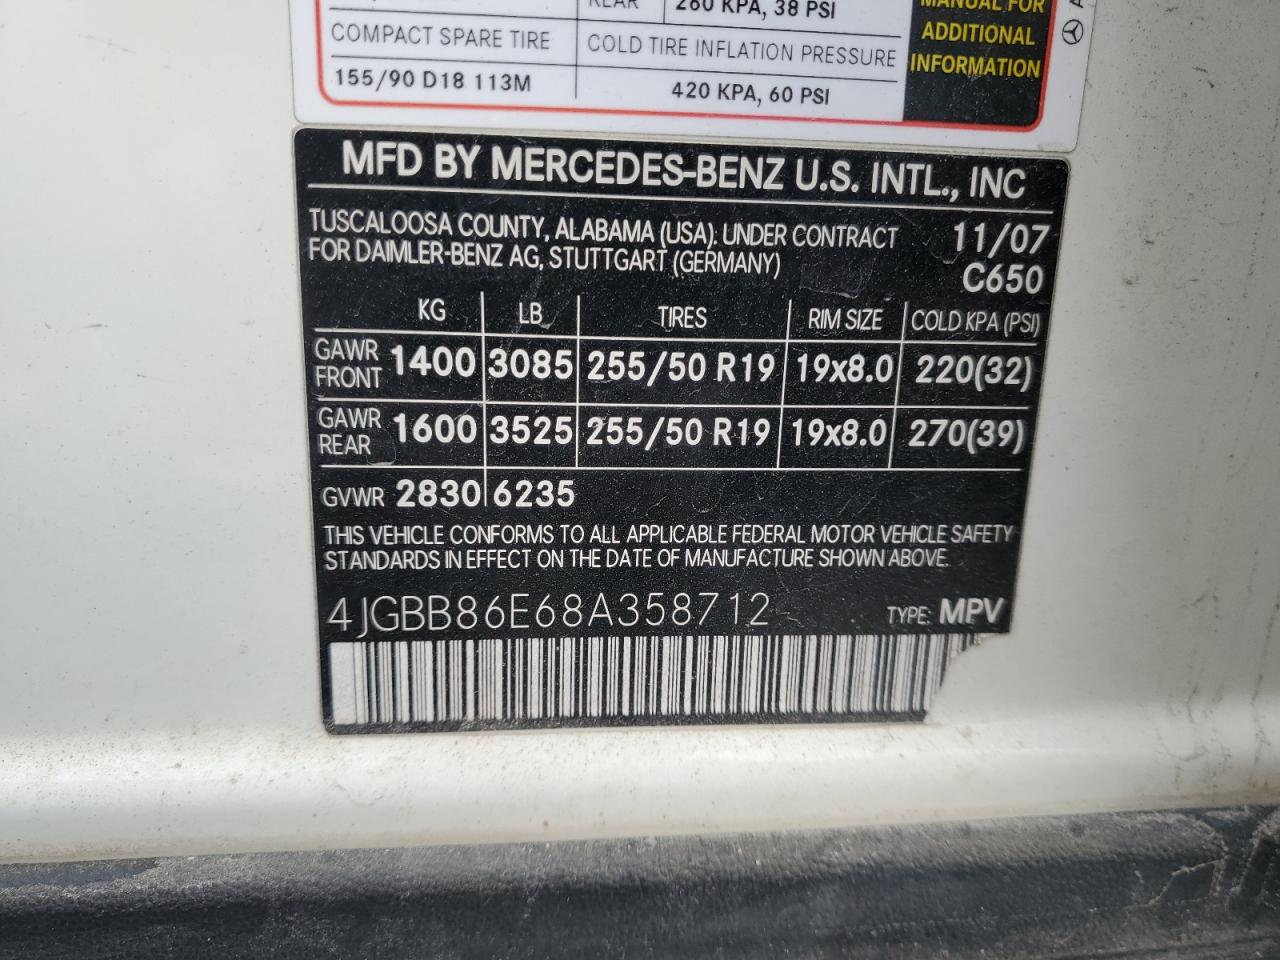 REAR 260 KPA, 38 PSI
MANUAL FOR
ADDITIONAL
INFORMATION
COMPACT SPARE TIRE COLD TIRE INFLATION PRESSURE
155/90 D18 113M 420 KPA, 60 PSI
MFD BY MERCEDES-BENZ U.S. INTL., INC
TUSCALOOSA COUNTY, ALABAMA (USA). UNDER CONTRACT 11/07
FOR DAIMLER-BENZ AG, STUTTGART (GERMANY) C650
KG LB TIRES RIM SIZE COLD KPA (PSI)
GAWR FRONT 1400 3085 255/50 R19 19x8.0 220(32)
GAWR REAR 1600 3525 255/50 R19 19x8.0 270(39)
GVWR 2830 6235
THIS VEHICLE CONFORMS TO ALL APPLICABLE FEDERAL MOTOR VEHICLE SAFETY
STANDARDS IN EFFECT ON THE DATE OF MANUFACTURE SHOWN ABOVE.
4JGBB86E68A358712 TYPE: MPV